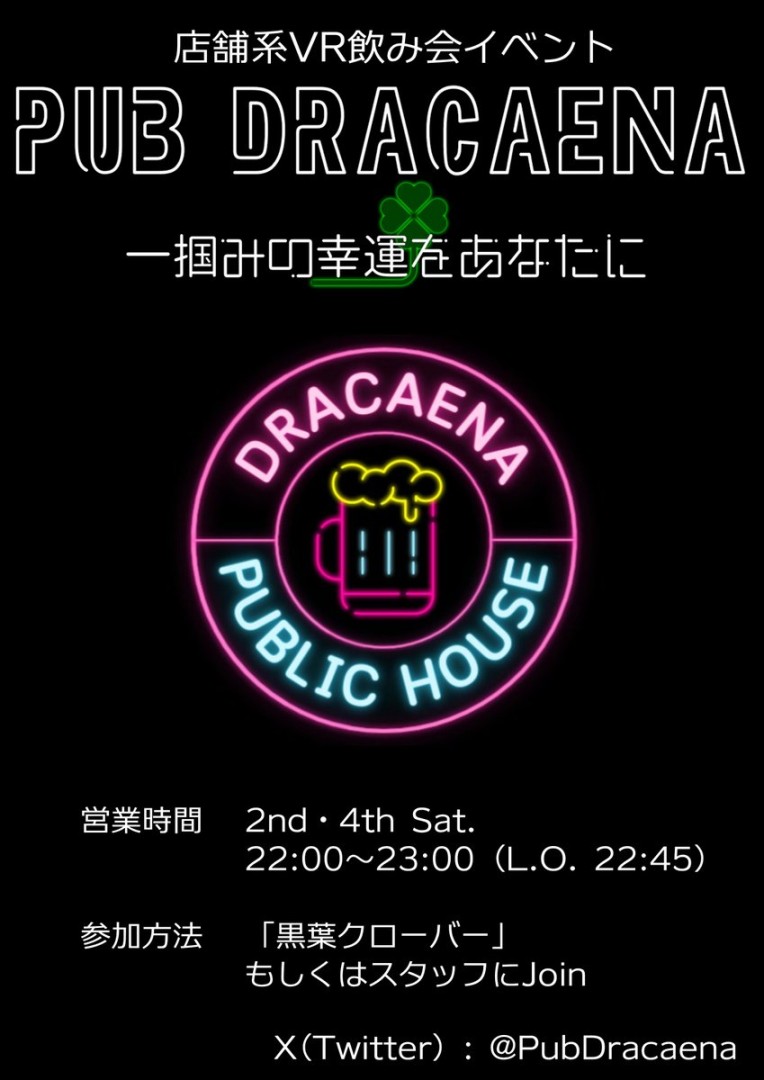 店舗系VR飲み会イベント
PUB DRACAENA
一掴みの幸運をあなたに
DRACAENA
PUBLIC HOUSE
営業時間 2nd・4th Sat.
22:00～23:00（L.O. 22:45）
参加方法 「黒葉クローバー」
もしくはスタッフにJoin
X(Twitter)：@PubDracaena